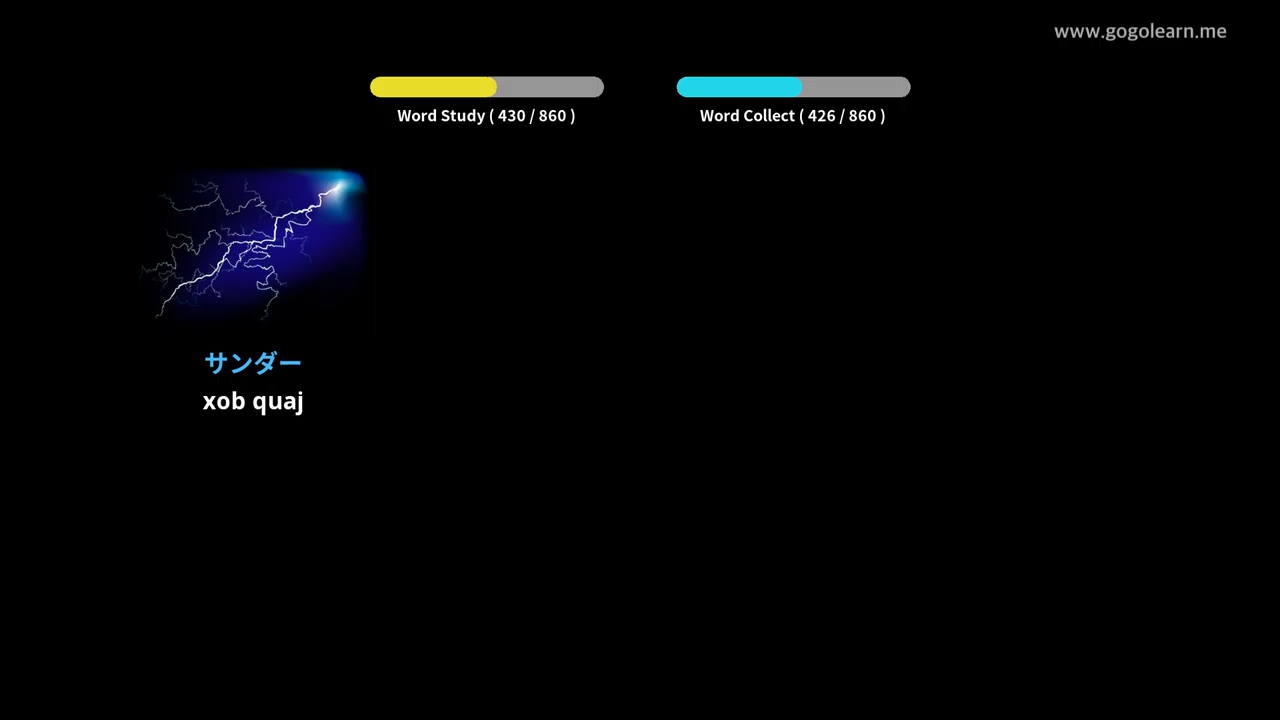 www.gogolearn.me
Word Study ( 430 / 860 )
Word Collect ( 426 / 860 )
サンダー
xob quaj